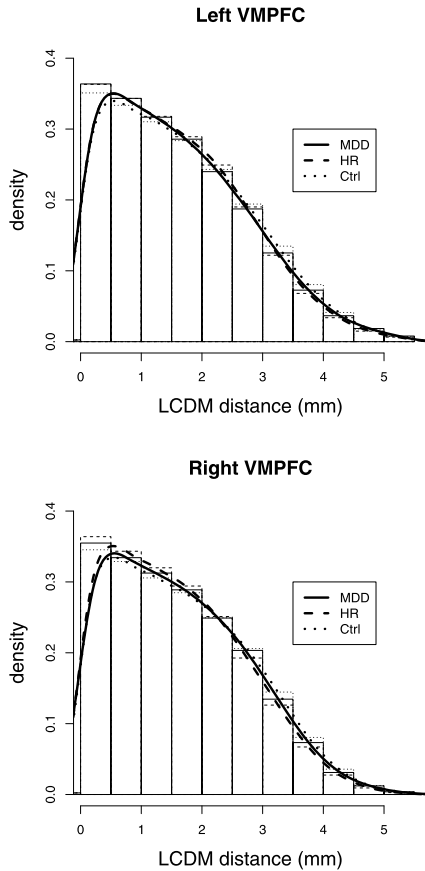 Left VMPFC
0.4
0.3
0.2
0.1
0.0
density
MDD
HR
Ctrl
0 1 2 3 4 5
LCDM distance (mm)
Right VMPFC
0.4
0.3
0.2
0.1
0.0
density
MDD
HR
Ctrl
0 1 2 3 4 5
LCDM distance (mm)